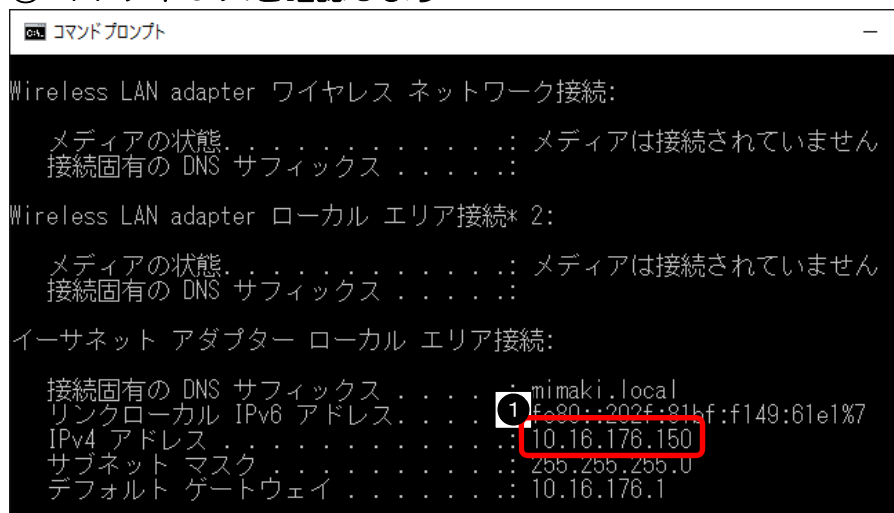 コマンド プロンプト
Wireless LAN adapter ワイヤレス ネットワーク接続:
メディアの状態. . . . . . . . . . . .: メディアは接続されていません
接続固有の DNS サフィックス . . . . .:
Wireless LAN adapter ローカル エリア接続* 2:
メディアの状態. . . . . . . . . . . .: メディアは接続されていません
接続固有の DNS サフィックス . . . . .:
イーサネット アダプター ローカル エリア接続:
接続固有の DNS サフィックス . . . . .: mimaki.local
リンクローカル IPv6 アドレス. . . . . 1 fe80::202f:81bf:f149:61e1%7
IPv4 アドレス . . . . . . . . . . . .: 10.16.176.150
サブネット マスク . . . . . . . . . .: 255.255.255.0
デフォルト ゲートウェイ . . . . . . .: 10.16.176.1